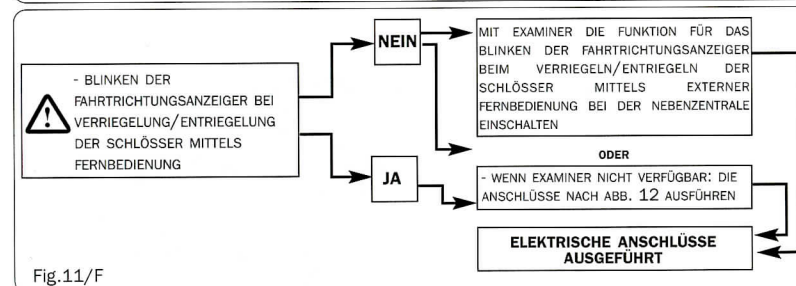 - BLINKEN DER
FAHRTRICHTUNGSANZEIGER BEI
VERRIEGELUNG/ENTRIEGELUNG
DER SCHLÖSSER MITTELS
FERNBEDIENUNG
NEIN
MIT EXAMINER DIE FUNKTION FÜR DAS
BLINKEN DER FAHRTRICHTUNGSANZEIGER
BEIM VERRIEGELN/ENTRIEGELN DER
SCHLÖSSER MITTELS EXTERNER
FERNBEDIENUNG BEI DER NEBENZENTRALE
EINSCHALTEN
ODER
JA
- WENN EXAMINER NICHT VERFÜGBAR: DIE
ANSCHLÜSSE NACH ABB. 12 AUSFÜHREN
ELEKTRISCHE ANSCHLÜSSE
AUSGEFÜHRT
Fig.11/F